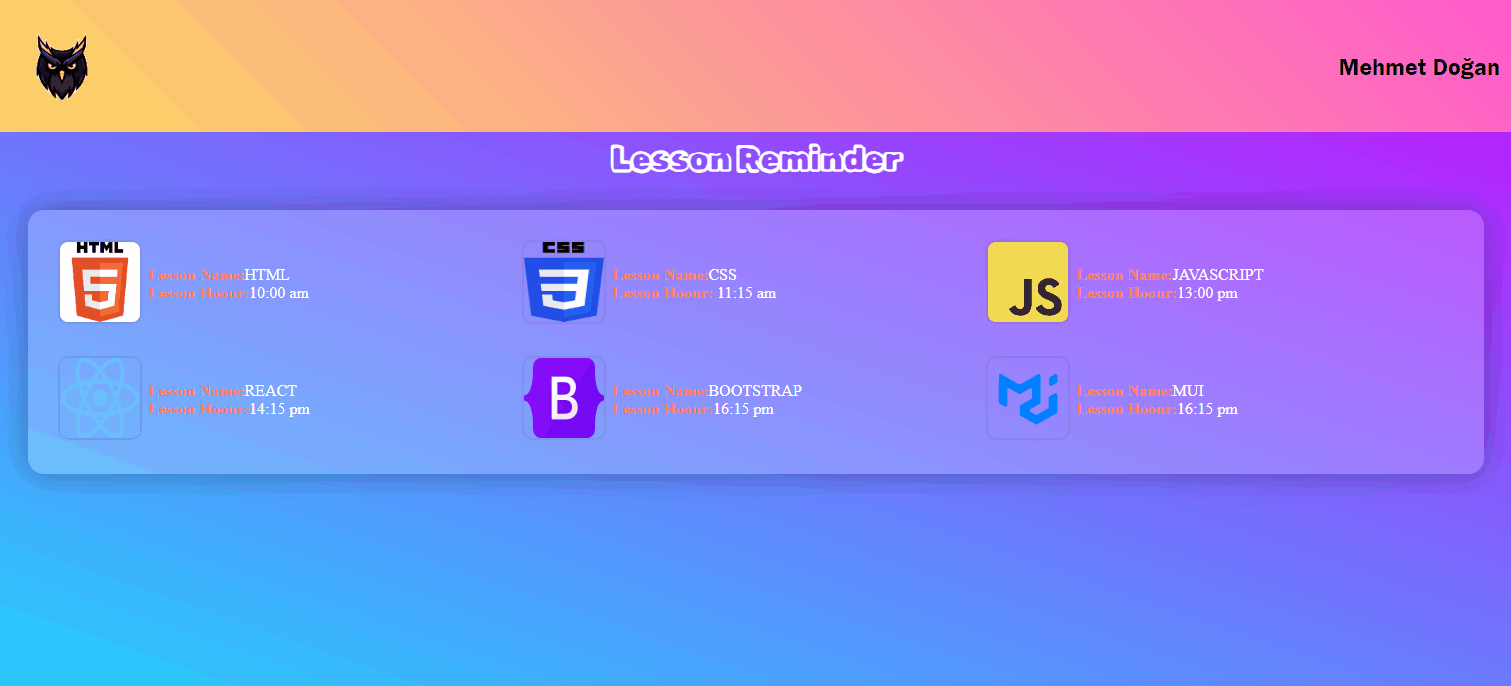 Mehmet Doğan
Lesson Reminder
HTML
Lesson Name:HTML
Lesson Hoour:10:00 am
CSS
Lesson Name:CSS
Lesson Hoour: 11:15 am
JS
Lesson Name:JAVASCRIPT
Lesson Hoour:13:00 pm
Lesson Name:REACT
Lesson Hoour:14:15 pm
B
Lesson Name:BOOTSTRAP
Lesson Hoour:16:15 pm
Lesson Name:MUI
Lesson Hoour:16:15 pm